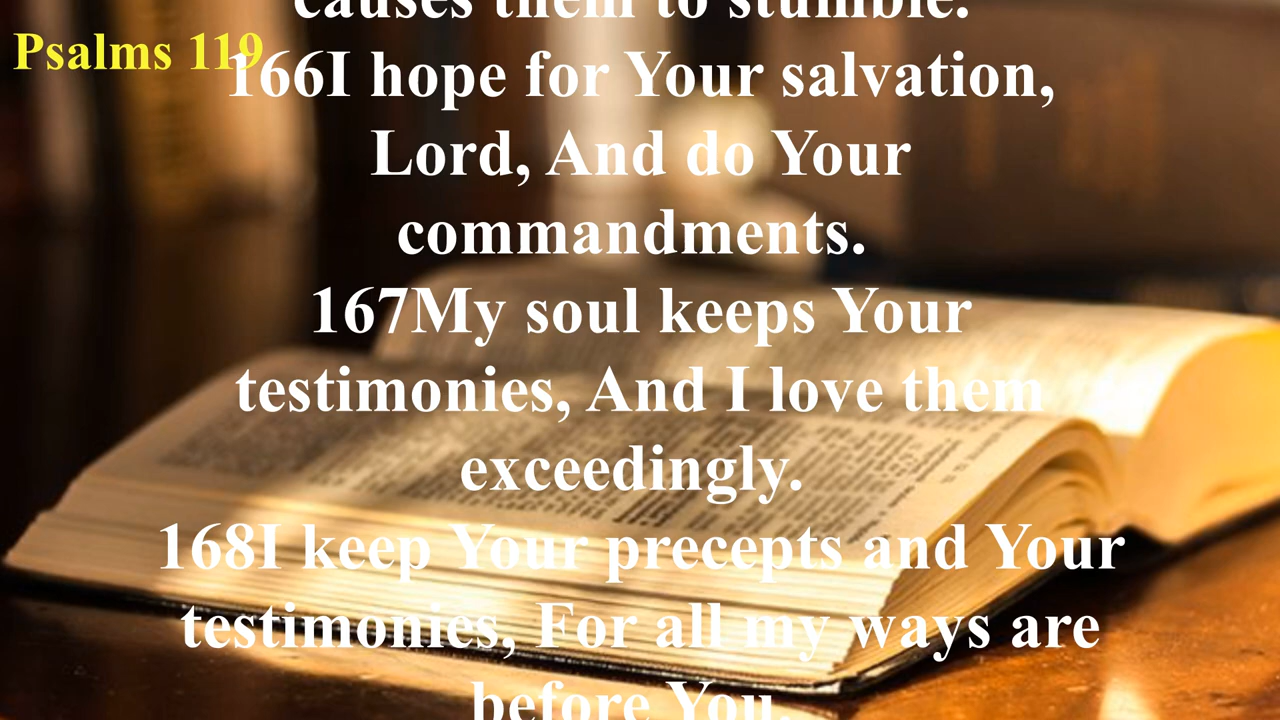 causes them to stumble.
Psalms 119
166I hope for Your salvation,
Lord, And do Your
commandments.
167My soul keeps Your
testimonies, And I love them
exceedingly.
168I keep Your precepts and Your
testimonies, For all my ways are
before You.